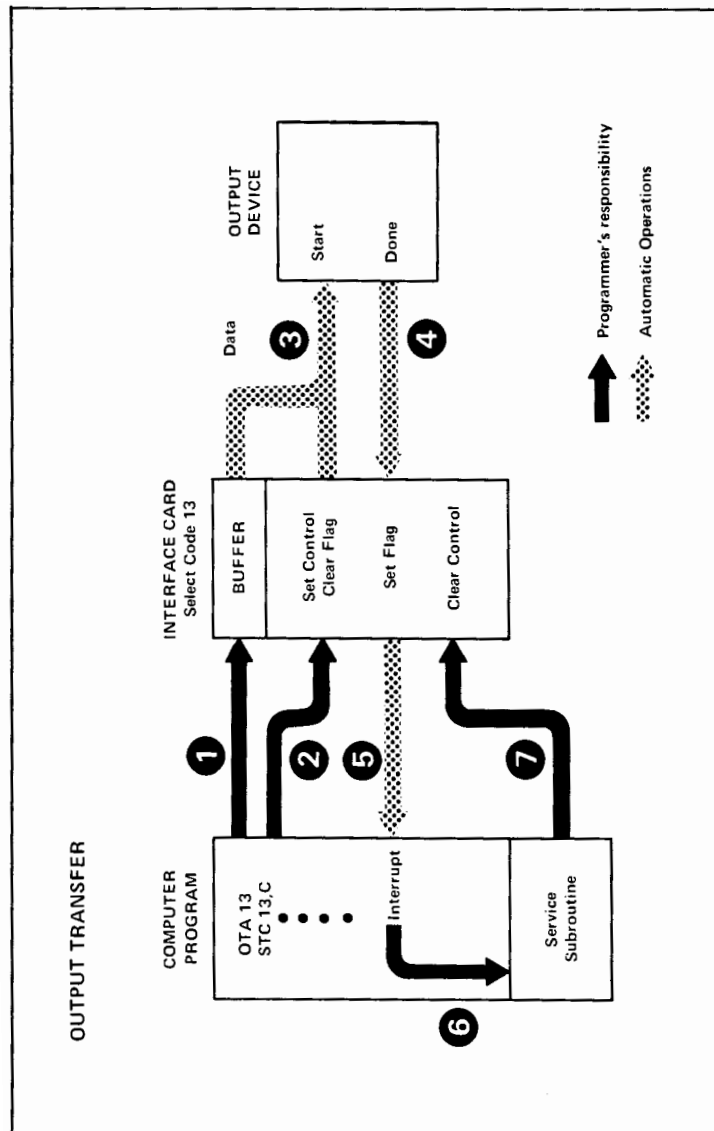 OUTPUT TRANSFER
COMPUTER
PROGRAM
OTA 13
STC 13,C
Interrupt
Service
Subroutine
1
2
5
6
7
INTERFACE CARD
Select Code 13
BUFFER
Set Control
Clear Flag
Set Flag
Clear Control
Data
3
4
OUTPUT
DEVICE
Start
Done
Programmer's responsibility
Automatic Operations